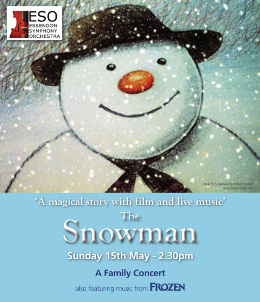 ESO
ESSENDON
SYMPHONY
ORCHESTRA
'A magical story with film and live music'
The
Snowman
Sunday 15th May - 2.30pm
A Family Concert
also featuring music from FROZEN